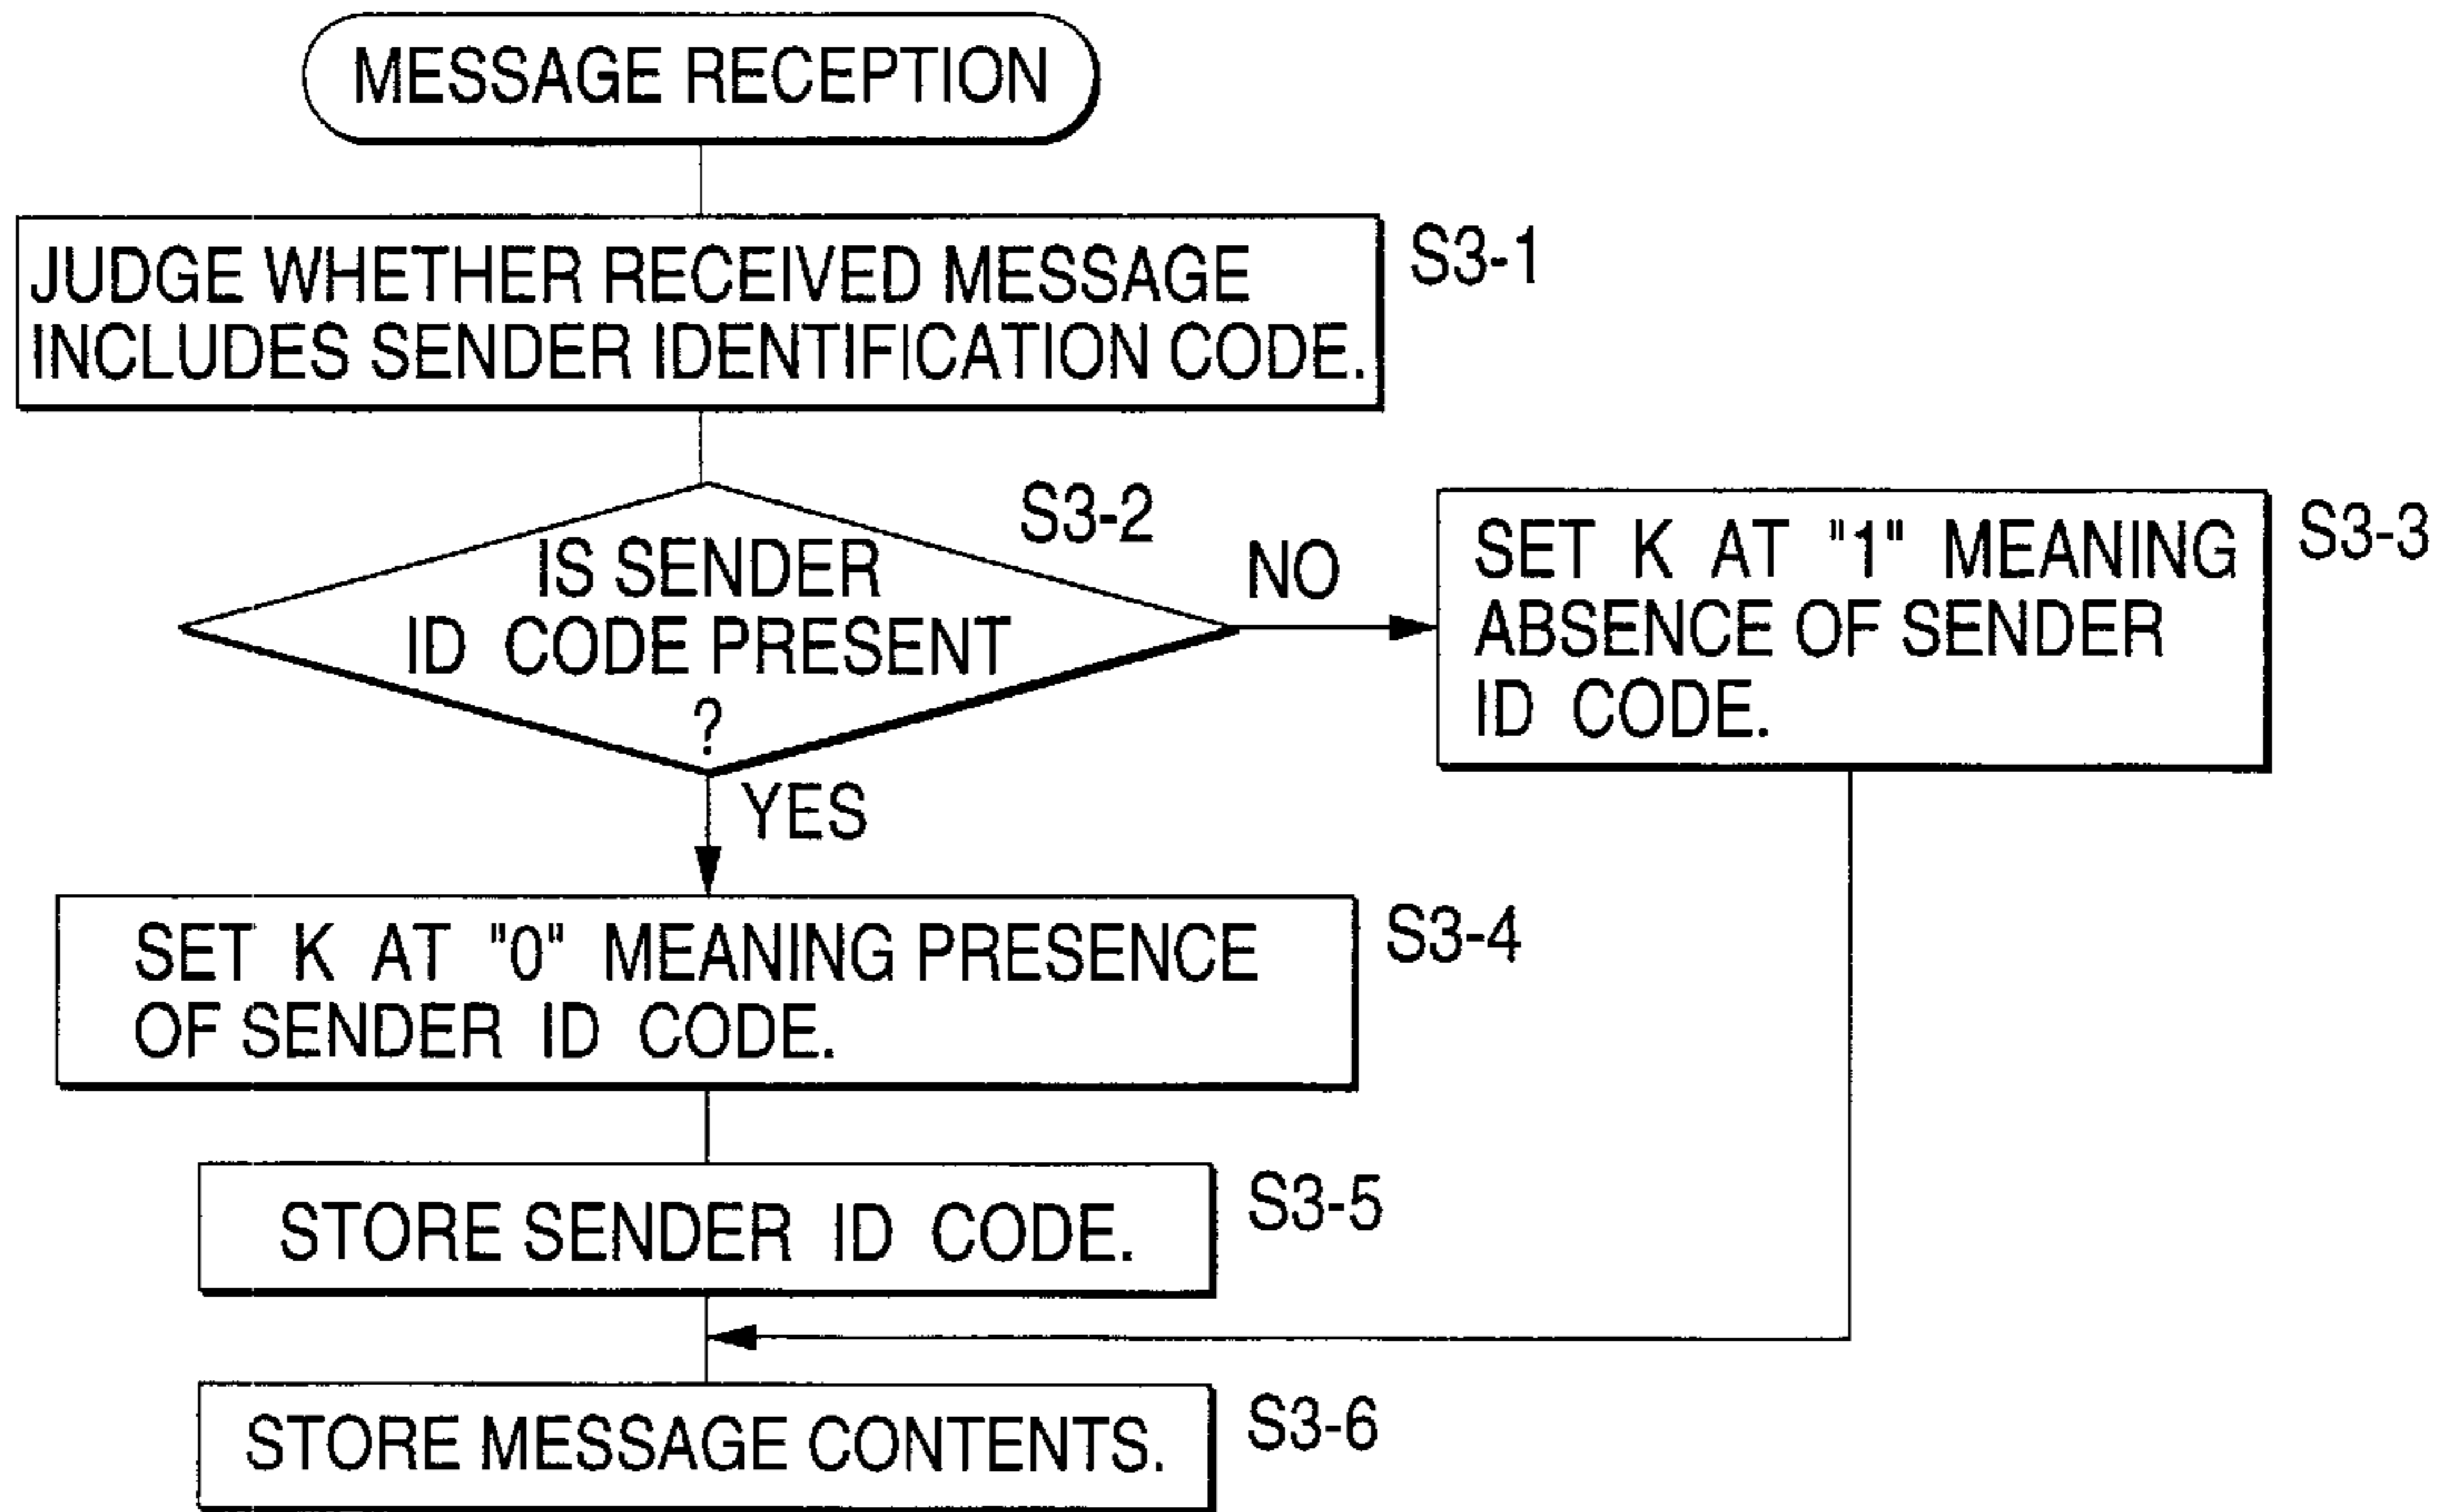 MESSAGE RECEPTION
JUDGE WHETHER RECEIVED MESSAGE
INCLUDES SENDER IDENTIFICATION CODE.
S3-1
IS SENDER
ID CODE PRESENT
?
S3-2
NO
SET K AT "1" MEANING
ABSENCE OF SENDER
ID CODE.
S3-3
YES
SET K AT "0" MEANING PRESENCE
OF SENDER ID CODE.
S3-4
STORE SENDER ID CODE.
S3-5
STORE MESSAGE CONTENTS.
S3-6